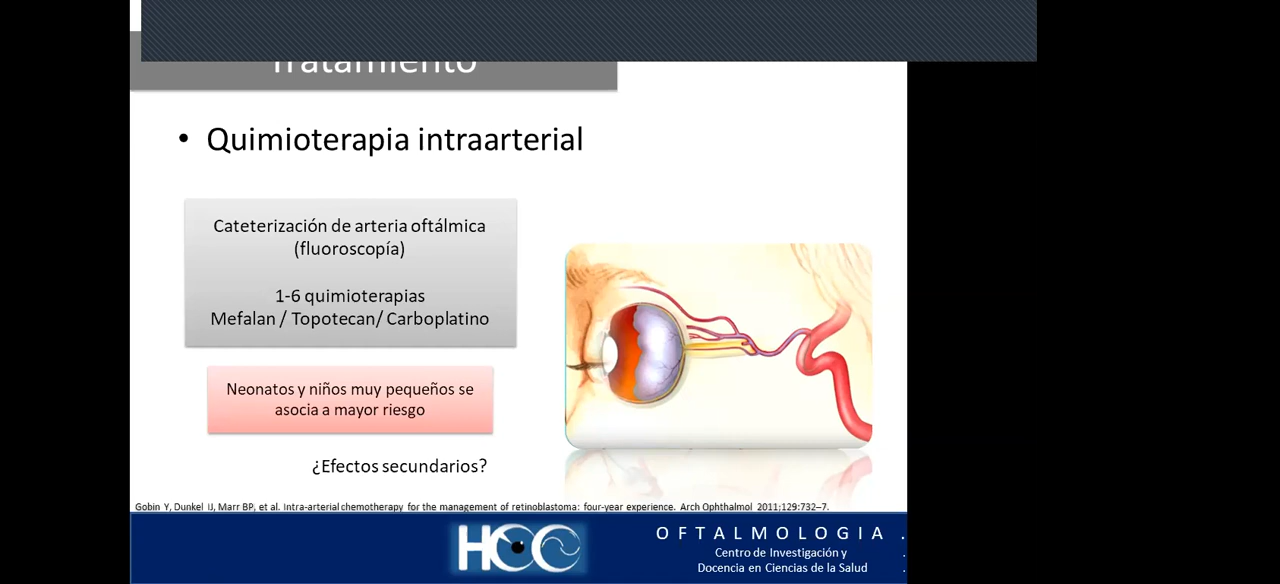 Tratamiento
• Quimioterapia intraarterial
Cateterización de arteria oftálmica
(fluoroscopía)
1-6 quimioterapias
Mefalan / Topotecan/ Carboplatino
Neonatos y niños muy pequeños se
asocia a mayor riesgo
¿Efectos secundarios?
Gobin Y, Dunkel IJ, Marr BP, et al. Intra-arterial chemotherapy for the management of retinoblastoma: four-year experience. Arch Ophthalmol 2011;129:732–7.
HCC
OFTALMOLOGIA .
Centro de Investigación y .
Docencia en Ciencias de la Salud .